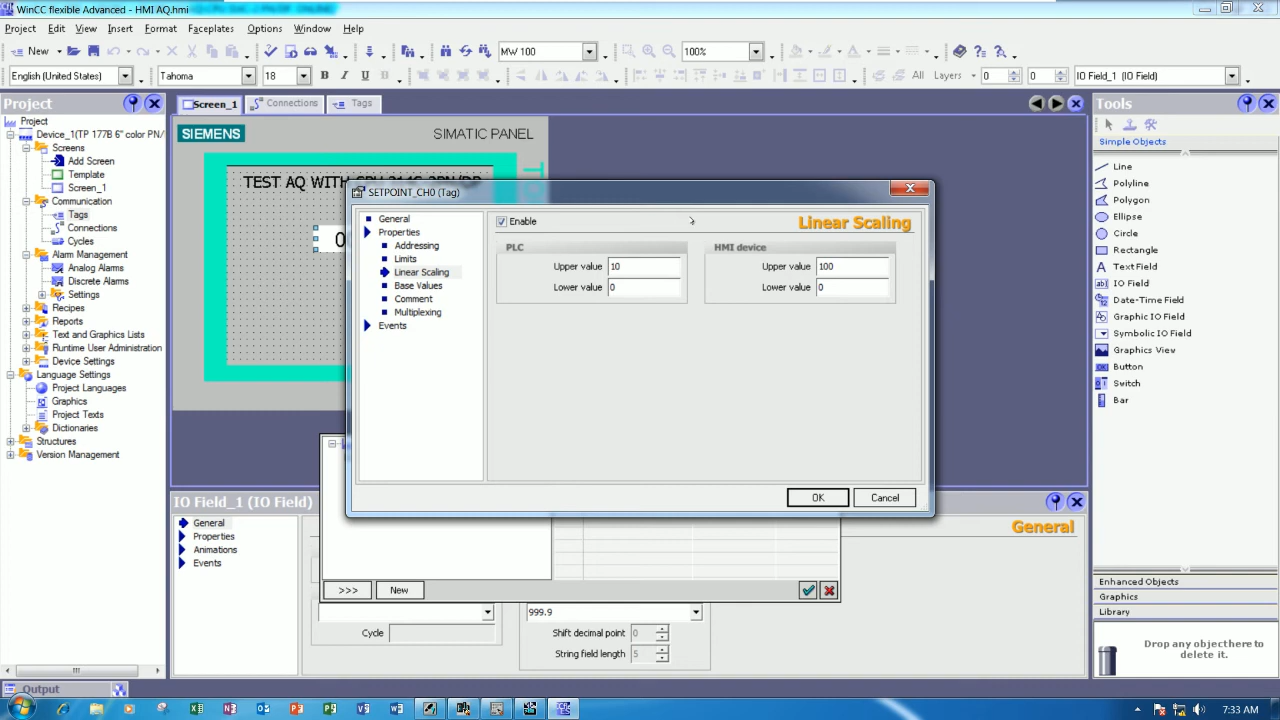 WinCC flexible Advanced - HMI AQ.hmi
Project Edit View Insert Format Faceplates Options Window Help
New MW 100 100%
English (United States) Tahoma 18 B I U All Layers 0 0 IO Field_1 (IO Field)
Project
Project
Device_1(TP 177B 6" color PN/
Screens
Add Screen
Template
Screen_1
Communication
Tags
Connections
Cycles
Alarm Management
Analog Alarms
Discrete Alarms
Settings
Recipes
Reports
Text and Graphics Lists
Runtime User Administration
Device Settings
Language Settings
Project Languages
Graphics
Project Texts
Dictionaries
Structures
Version Management
Output
Screen_1 Connections Tags
SIEMENS SIMATIC PANEL
TEST AQ WITH
0
SETPOINT_CH0 (Tag)
General
Properties
Addressing
Limits
Linear Scaling
Base Values
Comment
Multiplexing
Events
Enable
Linear Scaling
PLC
Upper value 10
Lower value 0
HMI device
Upper value 100
Lower value 0
OK Cancel
>>> New
IO Field_1 (IO Field)
General
General
Properties
Animations
Events
999.9
Cycle
Shift decimal point 0
String field length 5
Tools
Simple Objects
Line
Polyline
Polygon
Ellipse
Circle
Rectangle
Text Field
IO Field
Date-Time Field
Graphic IO Field
Symbolic IO Field
Graphics View
Button
Switch
Bar
Enhanced Objects
Graphics
Library
Drop any object here to
delete it.
7:33 AM